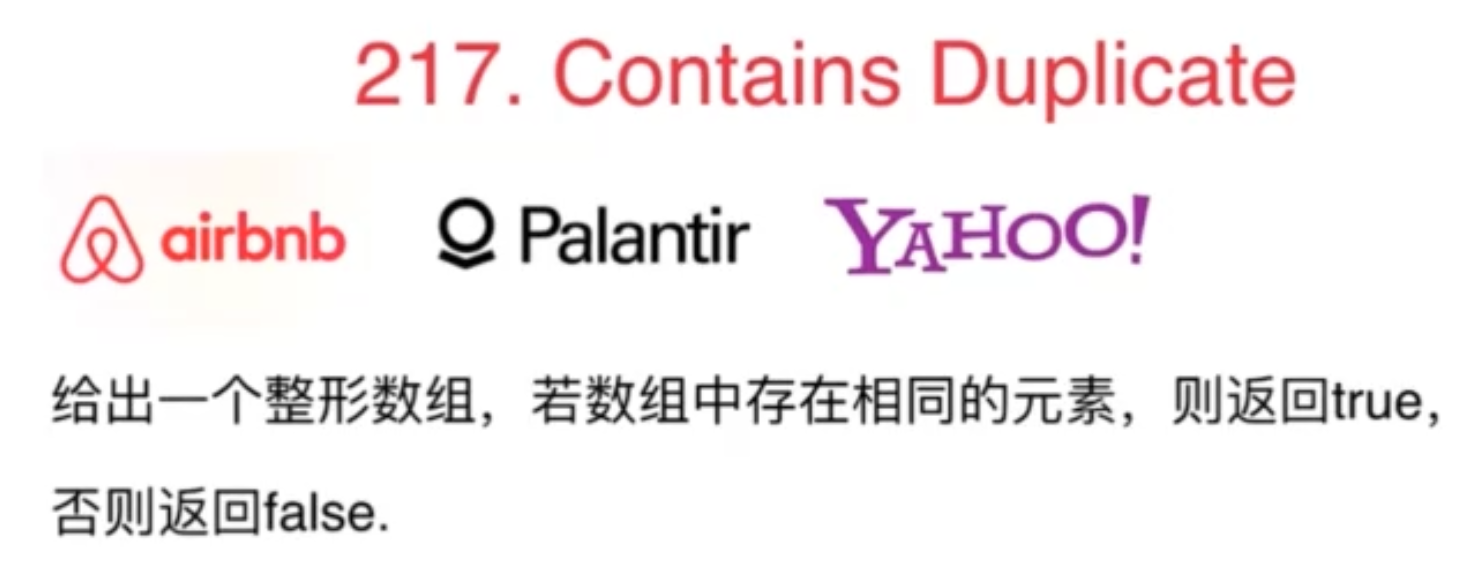 217. Contains Duplicate
airbnb Palantir YAHOO!
给出一个整形数组，若数组中存在相同的元素，则返回true，
否则返回false.